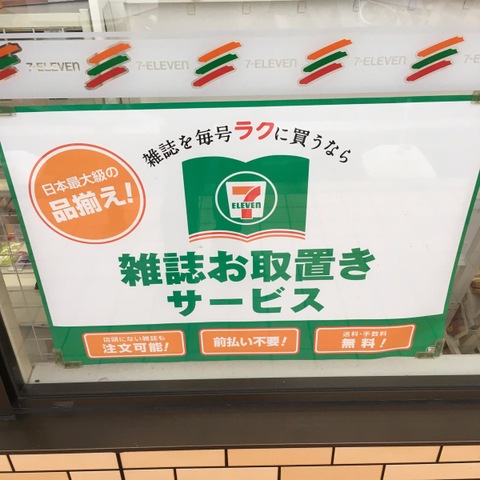 7-ELEVEN 7-ELEVEN 7-ELEVEN 7-ELEVEN
雑誌を毎号ラクに買うなら
日本最大級の
品揃え!
7
ELEVEN
雑誌お取置き
サービス
店頭にない雑誌も
注文可能!
前払い不要!
送料・手数料
無料!